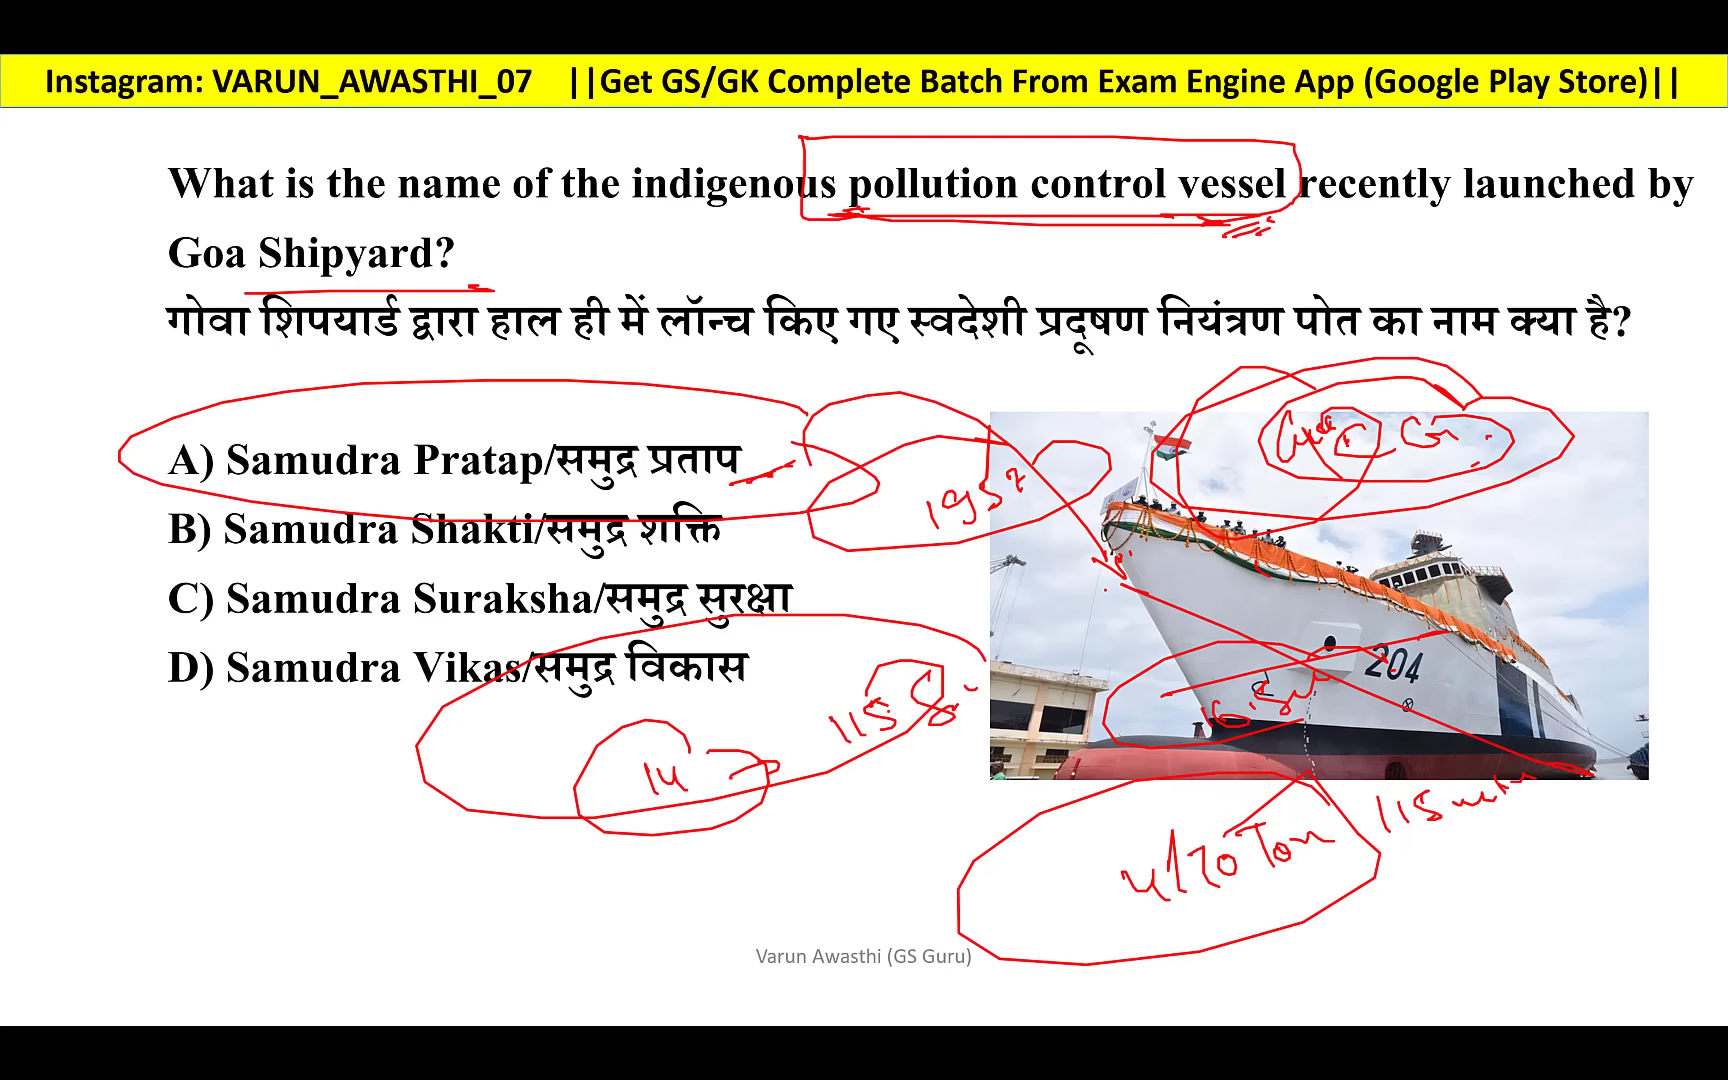 Instagram: VARUN_AWASTHI_07 ||Get GS/GK Complete Batch From Exam Engine App (Google Play Store)||
What is the name of the indigenous pollution control vessel recently launched by
Goa Shipyard?
गोवा शिपयार्ड द्वारा हाल ही में लॉन्च किए गए स्वदेशी प्रदूषण नियंत्रण पोत का नाम क्या है?
A) Samudra Pratap/समुद्र प्रताप
B) Samudra Shakti/समुद्र शक्ति
C) Samudra Suraksha/समुद्र सुरक्षा
D) Samudra Vikas/समुद्र विकास
204
14
Ton
Varun Awasthi (GS Guru)